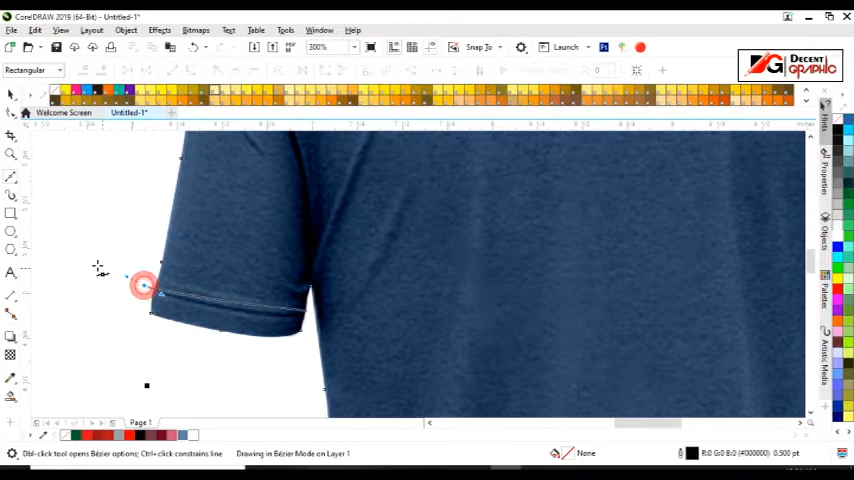 CorelDRAW 2019 (64-Bit) - Untitled-1*
File Edit View Layout Object Effects Bitmaps Text Table Tools Window Help
PDF 300% Snap To Launch
Rectangular 0
DECENT
GRAPHIC
Welcome Screen Untitled-1*
Hints
Properties
Objects
Palettes
Artistic Media
Page 1
Dbl-click tool opens Bézier options; Ctrl+click constrains line Drawing in Bézier Mode on Layer 1 None R:0 G:0 B:0 (#000000) 0.500 pt